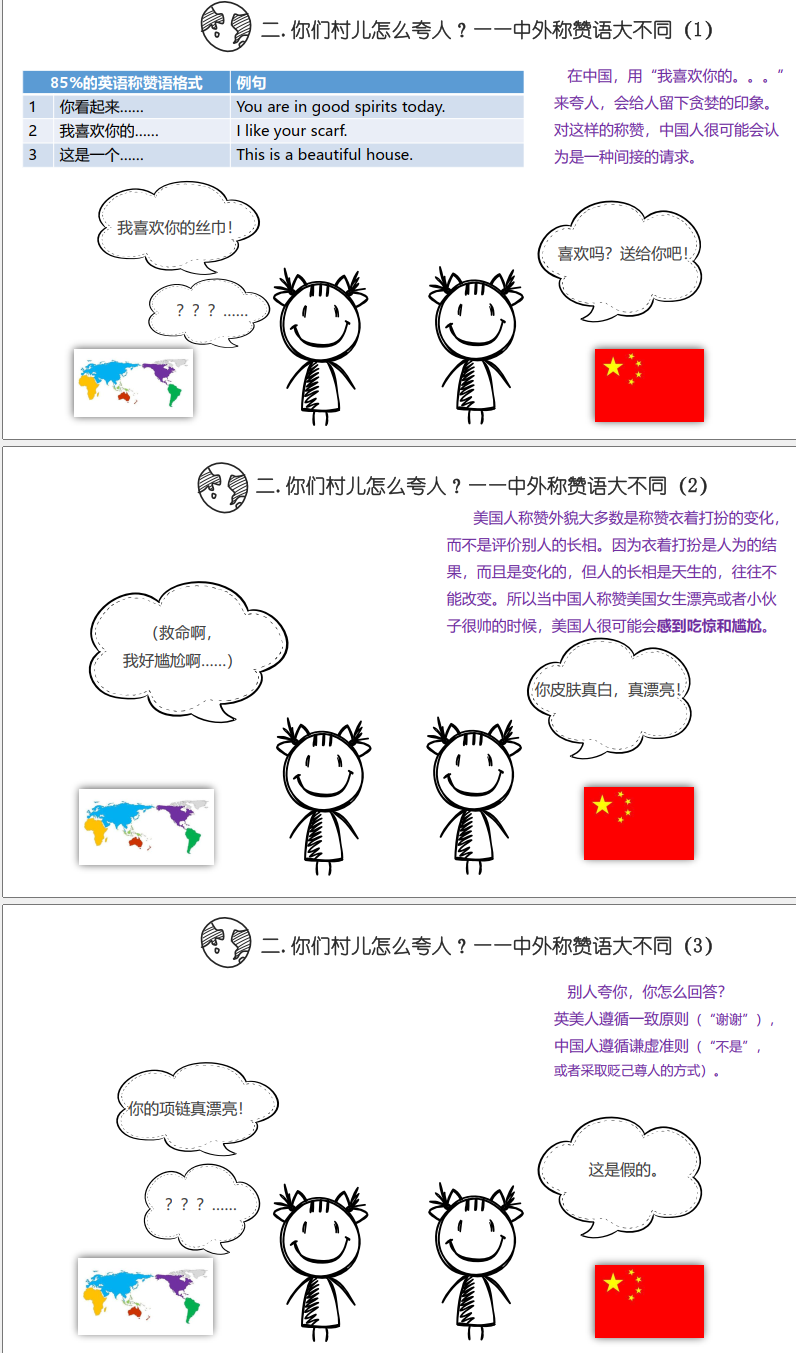 二.你们村儿怎么夸人？——中外称赞语大不同（1）
85%的英语称赞语格式 例句
1 你看起来…… You are in good spirits today.
2 我喜欢你的…… I like your scarf.
3 这是一个…… This is a beautiful house.
在中国，用“我喜欢你的。。。”
来夸人，会给人留下贪婪的印象。
对这样的称赞，中国人很可能会认
为是一种间接的请求。
我喜欢你的丝巾！
？？？……
喜欢吗？送给你吧！
二.你们村儿怎么夸人？——中外称赞语大不同（2）
美国人称赞外貌大多数是称赞衣着打扮的变化，
而不是评价别人的长相。因为衣着打扮是人为的结
果，而且是变化的，但人的长相是天生的，往往不
能改变。所以当中国人称赞美国女生漂亮或者小伙
子很帅的时候，美国人很可能会感到吃惊和尴尬。
（救命啊，
我好尴尬啊……）
你皮肤真白，真漂亮！
二.你们村儿怎么夸人？——中外称赞语大不同（3）
别人夸你，你怎么回答？
英美人遵循一致原则（“谢谢”），
中国人遵循谦虚准则（“不是”，
或者采取贬己尊人的方式）。
你的项链真漂亮！
？？？……
这是假的。